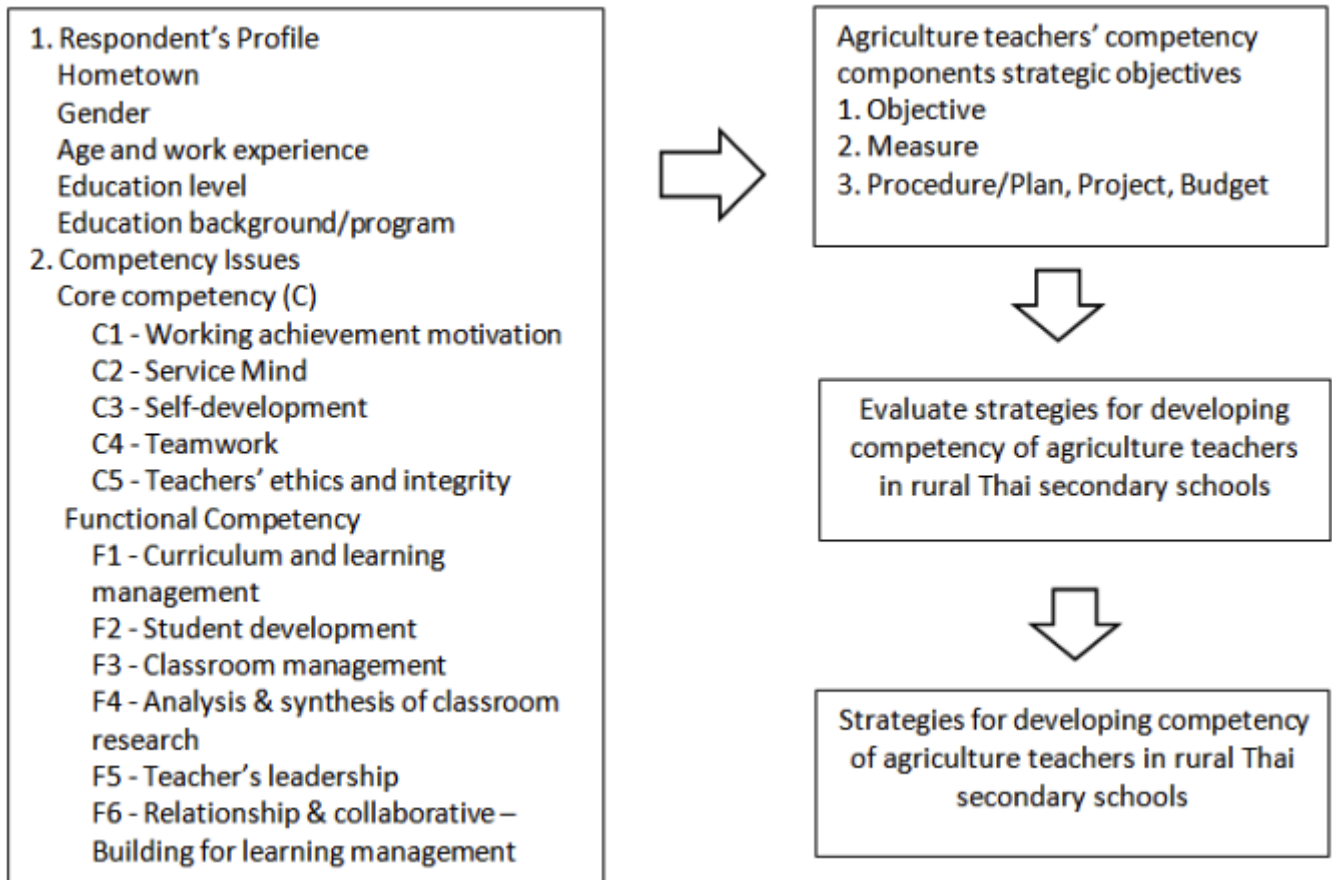 1. Respondent's Profile
Hometown
Gender
Age and work experience
Education level
Education background/program
2. Competency Issues
Core competency (C)
C1 - Working achievement motivation
C2 - Service Mind
C3 - Self-development
C4 - Teamwork
C5 - Teachers' ethics and integrity
Functional Competency
F1 - Curriculum and learning
management
F2 - Student development
F3 - Classroom management
F4 - Analysis & synthesis of classroom
research
F5 - Teacher's leadership
F6 - Relationship & collaborative –
Building for learning management
Agriculture teachers' competency
components strategic objectives
1. Objective
2. Measure
3. Procedure/Plan, Project, Budget
Evaluate strategies for developing
competency of agriculture teachers
in rural Thai secondary schools
Strategies for developing competency
of agriculture teachers in rural Thai
secondary schools